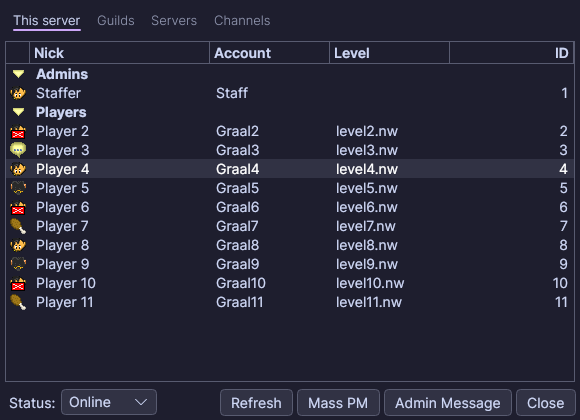 This server Guilds Servers Channels
Nick Account Level ID
Admins
Staffer Staff 1
Players
Player 2 Graal2 level2.nw 2
Player 3 Graal3 level3.nw 3
Player 4 Graal4 level4.nw 4
Player 5 Graal5 level5.nw 5
Player 6 Graal6 level6.nw 6
Player 7 Graal7 level7.nw 7
Player 8 Graal8 level8.nw 8
Player 9 Graal9 level9.nw 9
Player 10 Graal10 level10.nw 10
Player 11 Graal11 level11.nw 11
Status: Online Refresh Mass PM Admin Message Close